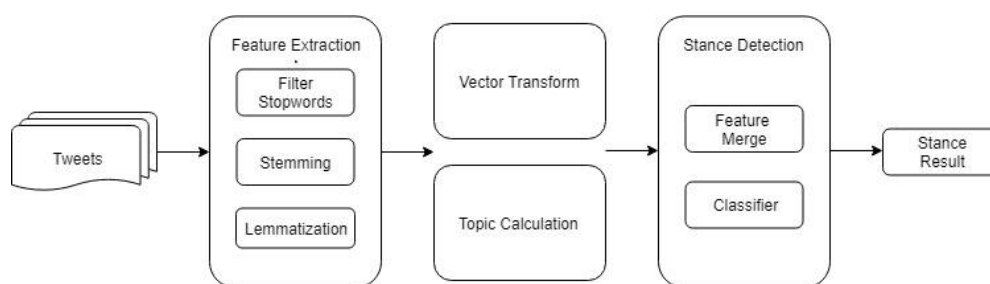 Tweets
Feature Extraction
Filter
Stopwords
Stemming
Lemmatization
Vector Transform
Topic Calculation
Stance Detection
Feature
Merge
Classifier
Stance
Result